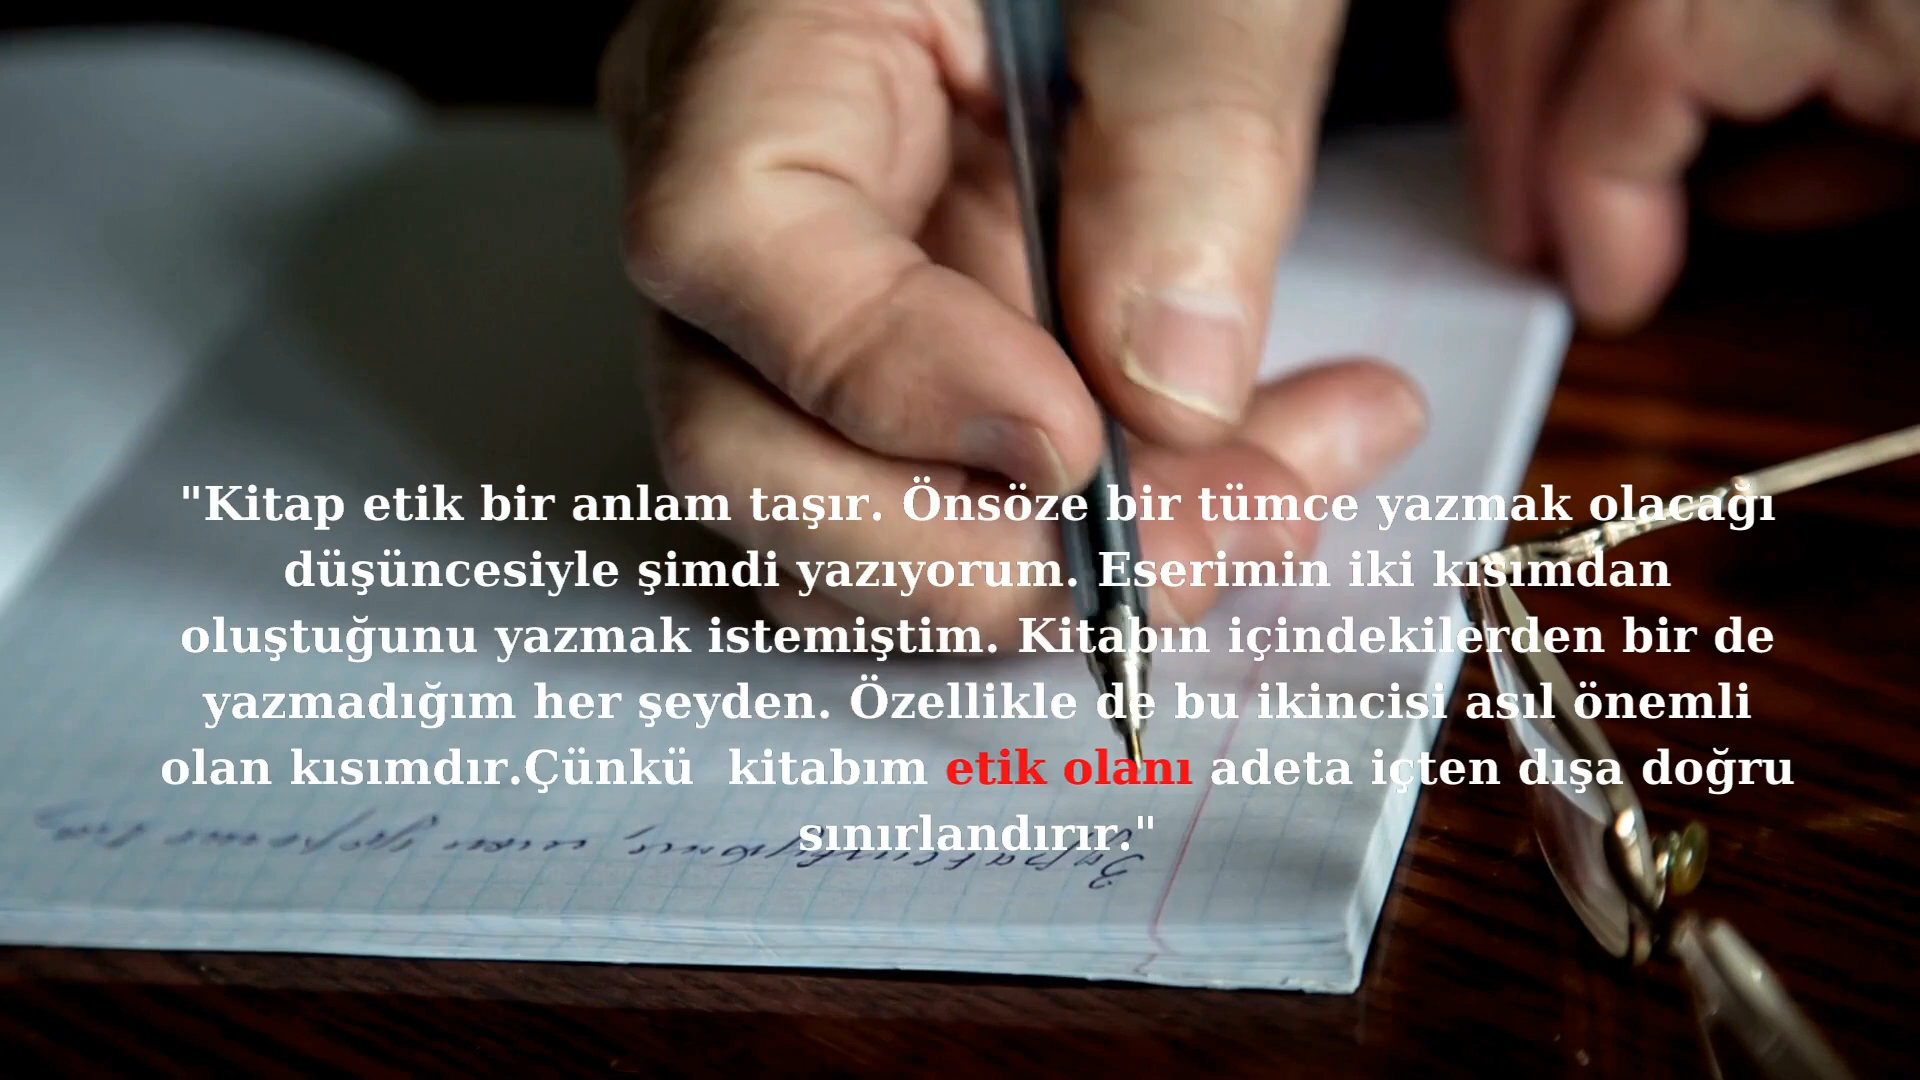 "Kitap etik bir anlam taşır. Önsöze bir tümce yazmak olacağı
düşüncesiyle şimdi yazıyorum. Eserimin iki kısımdan
oluştuğunu yazmak istemiştim. Kitabın içindekilerden bir de
yazmadığım her şeyden. Özellikle de bu ikincisi asıl önemli
olan kısımdır.Çünkü  kitabım etik olanı adeta içten dışa doğru
sınırlandırır."